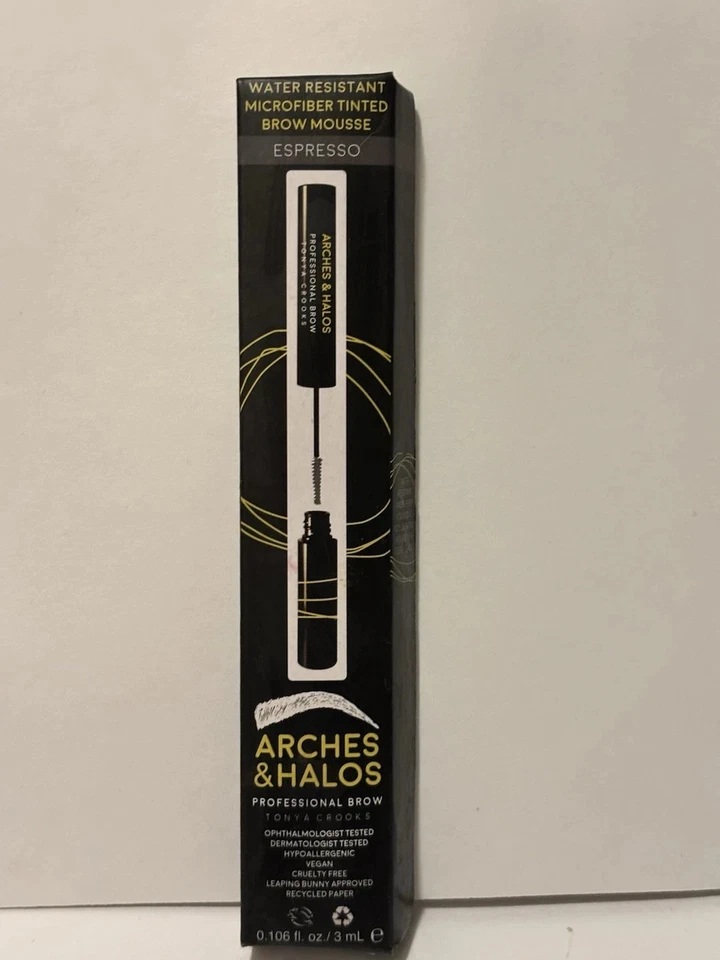 WATER RESISTANT
MICROFIBER TINTED
BROW MOUSSE
ESPRESSO
ARCHES & HALOS
PROFESSIONAL BROW
TONYA CROOKS
ARCHES
&HALOS
PROFESSIONAL BROW
TONYA CROOKS
OPHTHALMOLOGIST TESTED
DERMATOLOGIST TESTED
HYPOALLERGENIC
VEGAN
CRUELTY FREE
LEAPING BUNNY APPROVED
RECYCLED PAPER
0.106 fl. oz./ 3 mL ℮